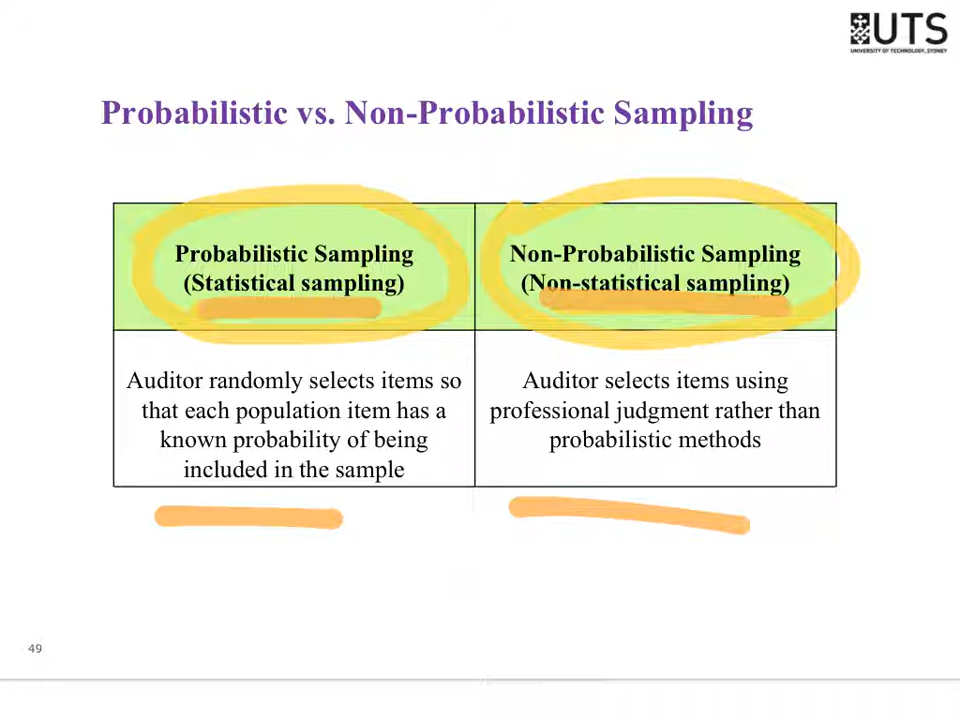 UTS
UNIVERSITY OF TECHNOLOGY, SYDNEY
Probabilistic vs. Non-Probabilistic Sampling
Probabilistic Sampling
(Statistical sampling)
Non-Probabilistic Sampling
(Non-statistical sampling)
Auditor randomly selects items so
that each population item has a
known probability of being
included in the sample
Auditor selects items using
professional judgment rather than
probabilistic methods
49